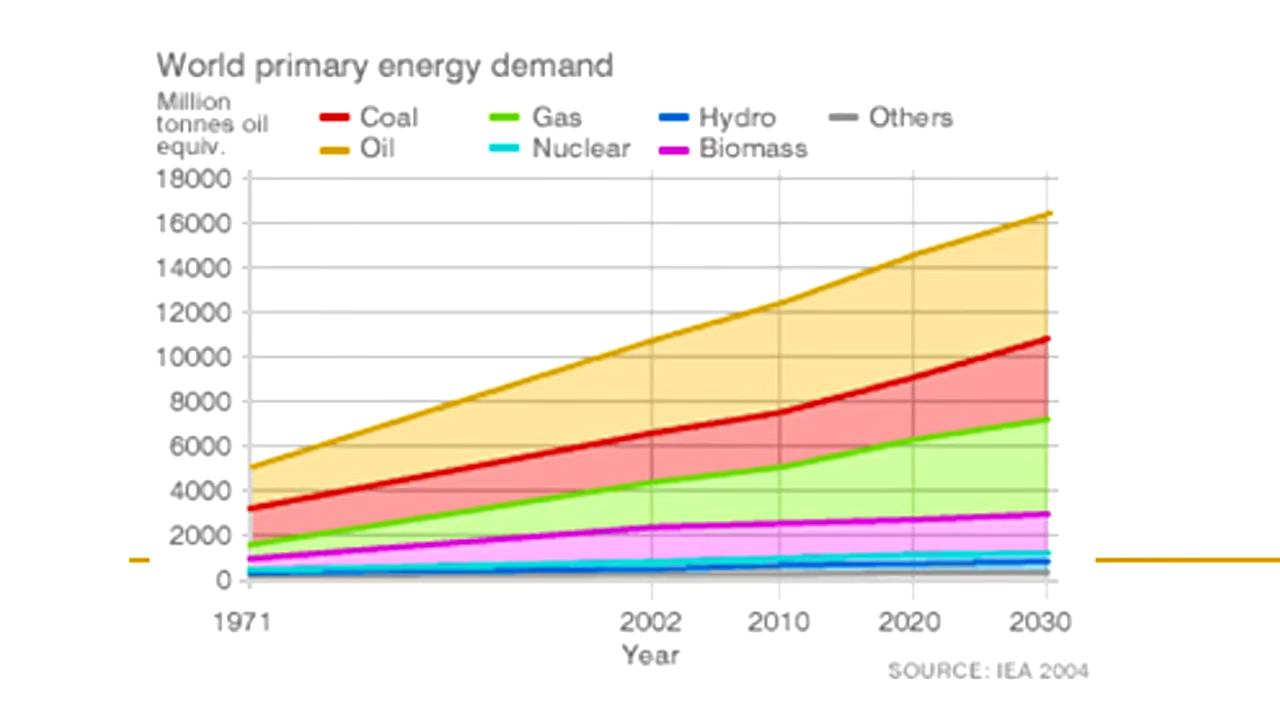 World primary energy demand
Million
tonnes oil
equiv.
Coal Gas Hydro Others
Oil Nuclear Biomass
18000
16000
14000
12000
10000
8000
6000
4000
2000
0
1971 2002 2010 2020 2030
Year
SOURCE: IEA 2004